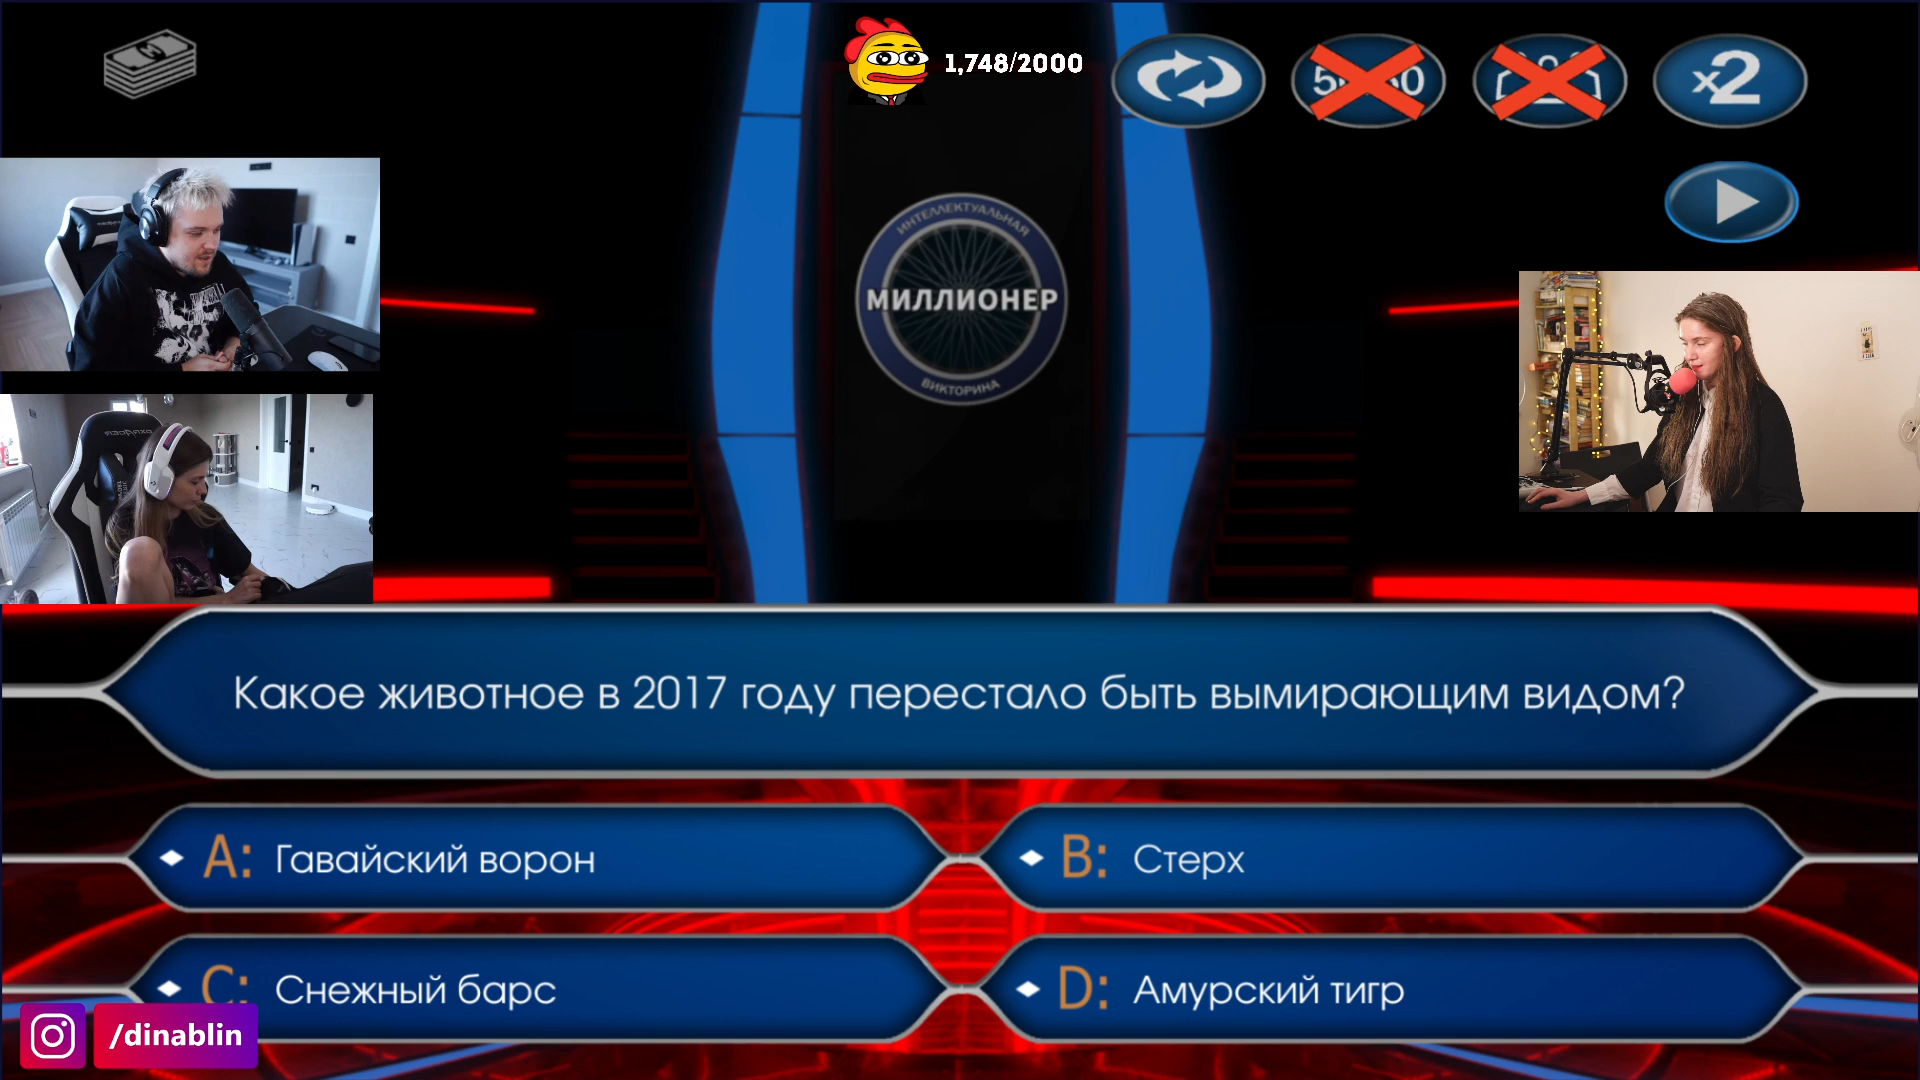 1,748/2000
x2
ИНТЕЛЛЕКТУАЛЬНАЯ
МИЛЛИОНЕР
ВИКТОРИНА
Какое животное в 2017 году перестало быть вымирающим видом?
A: Гавайский ворон
B: Стерх
C: Снежный барс
D: Амурский тигр
/dinablin